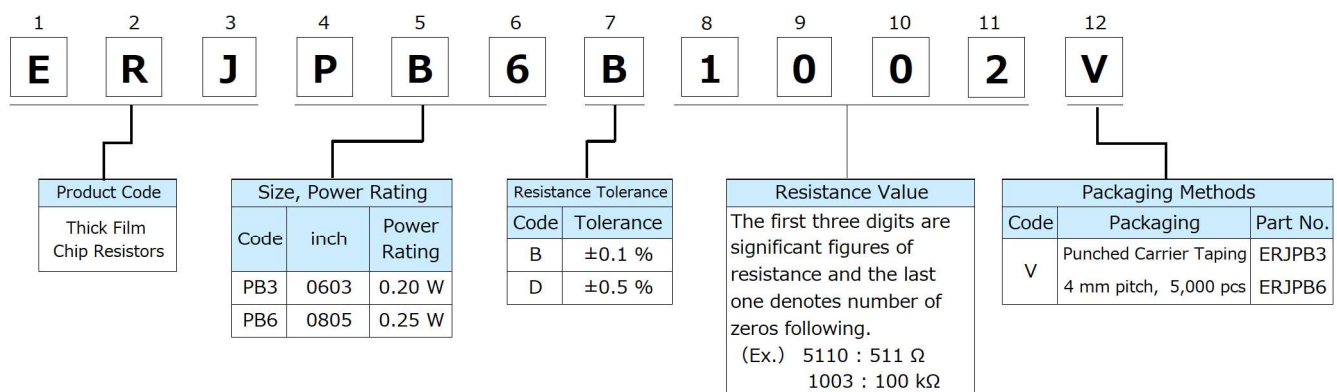 1 2 3 4 5 6 7 8 9 10 11 12
E R J P B 6 B 1 0 0 2 V
Product Code
Thick Film
Chip Resistors
Size, Power Rating
Code inch Power Rating
PB3 0603 0.20 W
PB6 0805 0.25 W
Resistance Tolerance
Code Tolerance
B ±0.1 %
D ±0.5 %
Resistance Value
The first three digits are
significant figures of
resistance and the last
one denotes number of
zeros following.
(Ex.) 5110 : 511 Ω
1003 : 100 kΩ
Packaging Methods
Code Packaging Part No.
V Punched Carrier Taping ERJPB3
4 mm pitch, 5,000 pcs ERJPB6